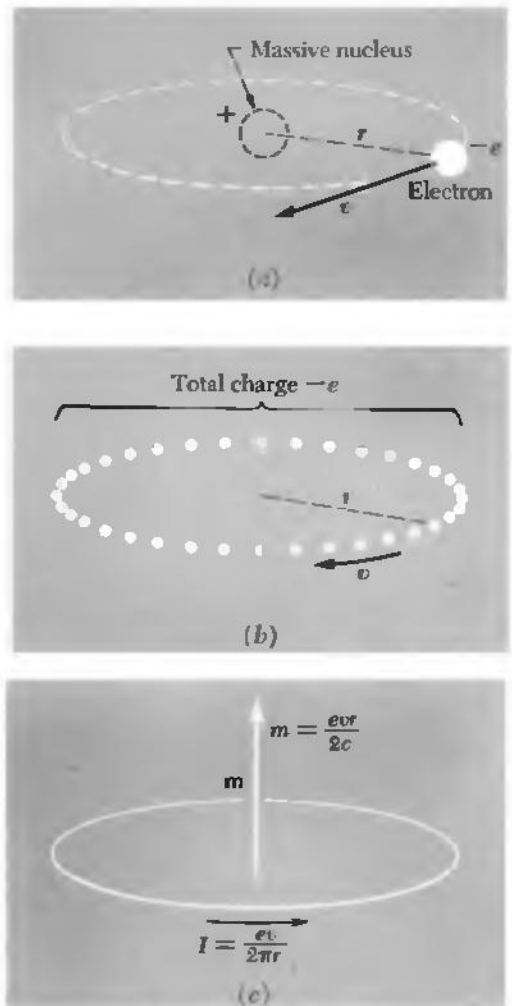 Massive nucleus
+
r
−e
Electron
v
(a)
Total charge −e
r
v
(b)
m = evr/2c
m
I = ev/2πr
(c)